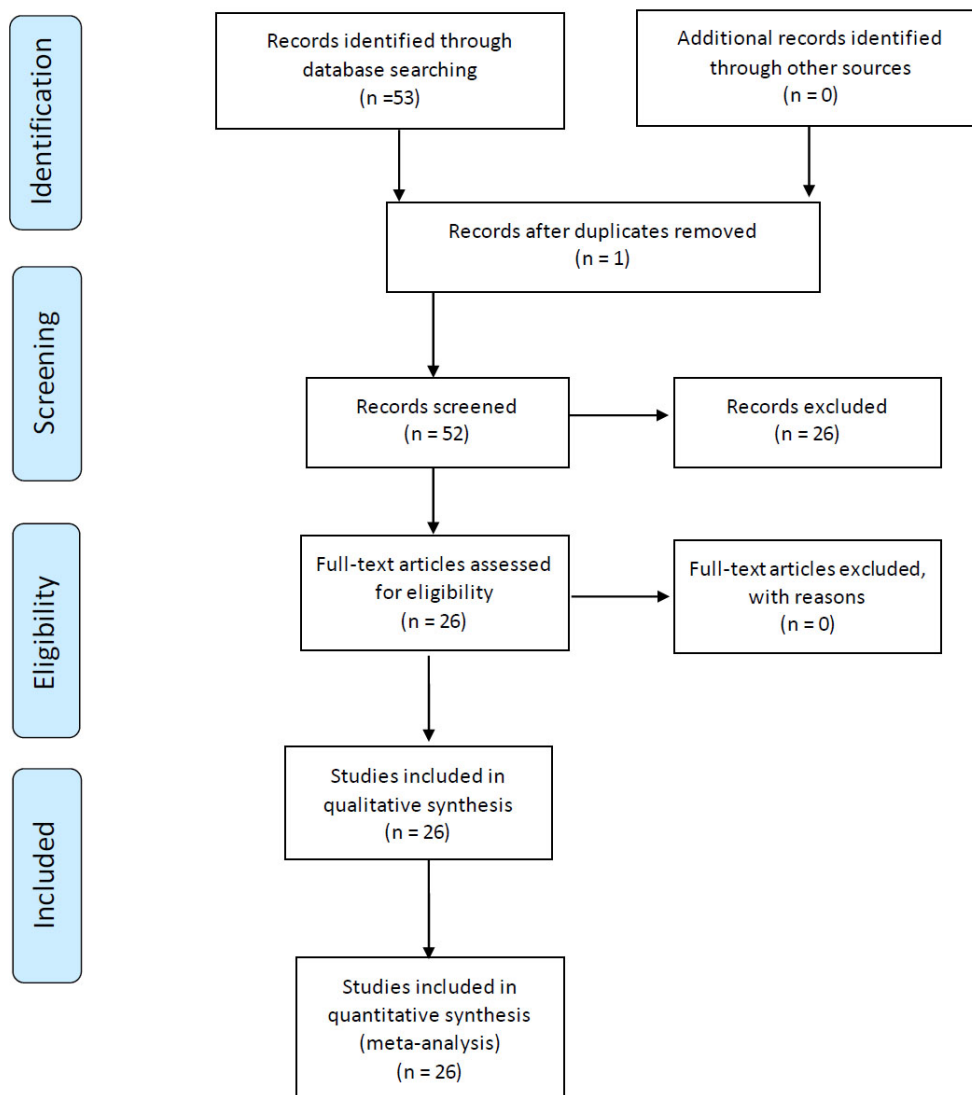 Identification
Records identified through
database searching
(n =53)
Additional records identified
through other sources
(n = 0)
Records after duplicates removed
(n = 1)
Screening
Records screened
(n = 52)
Records excluded
(n = 26)
Eligibility
Full-text articles assessed
for eligibility
(n = 26)
Full-text articles excluded,
with reasons
(n = 0)
Included
Studies included in
qualitative synthesis
(n = 26)
Studies included in
quantitative synthesis
(meta-analysis)
(n = 26)